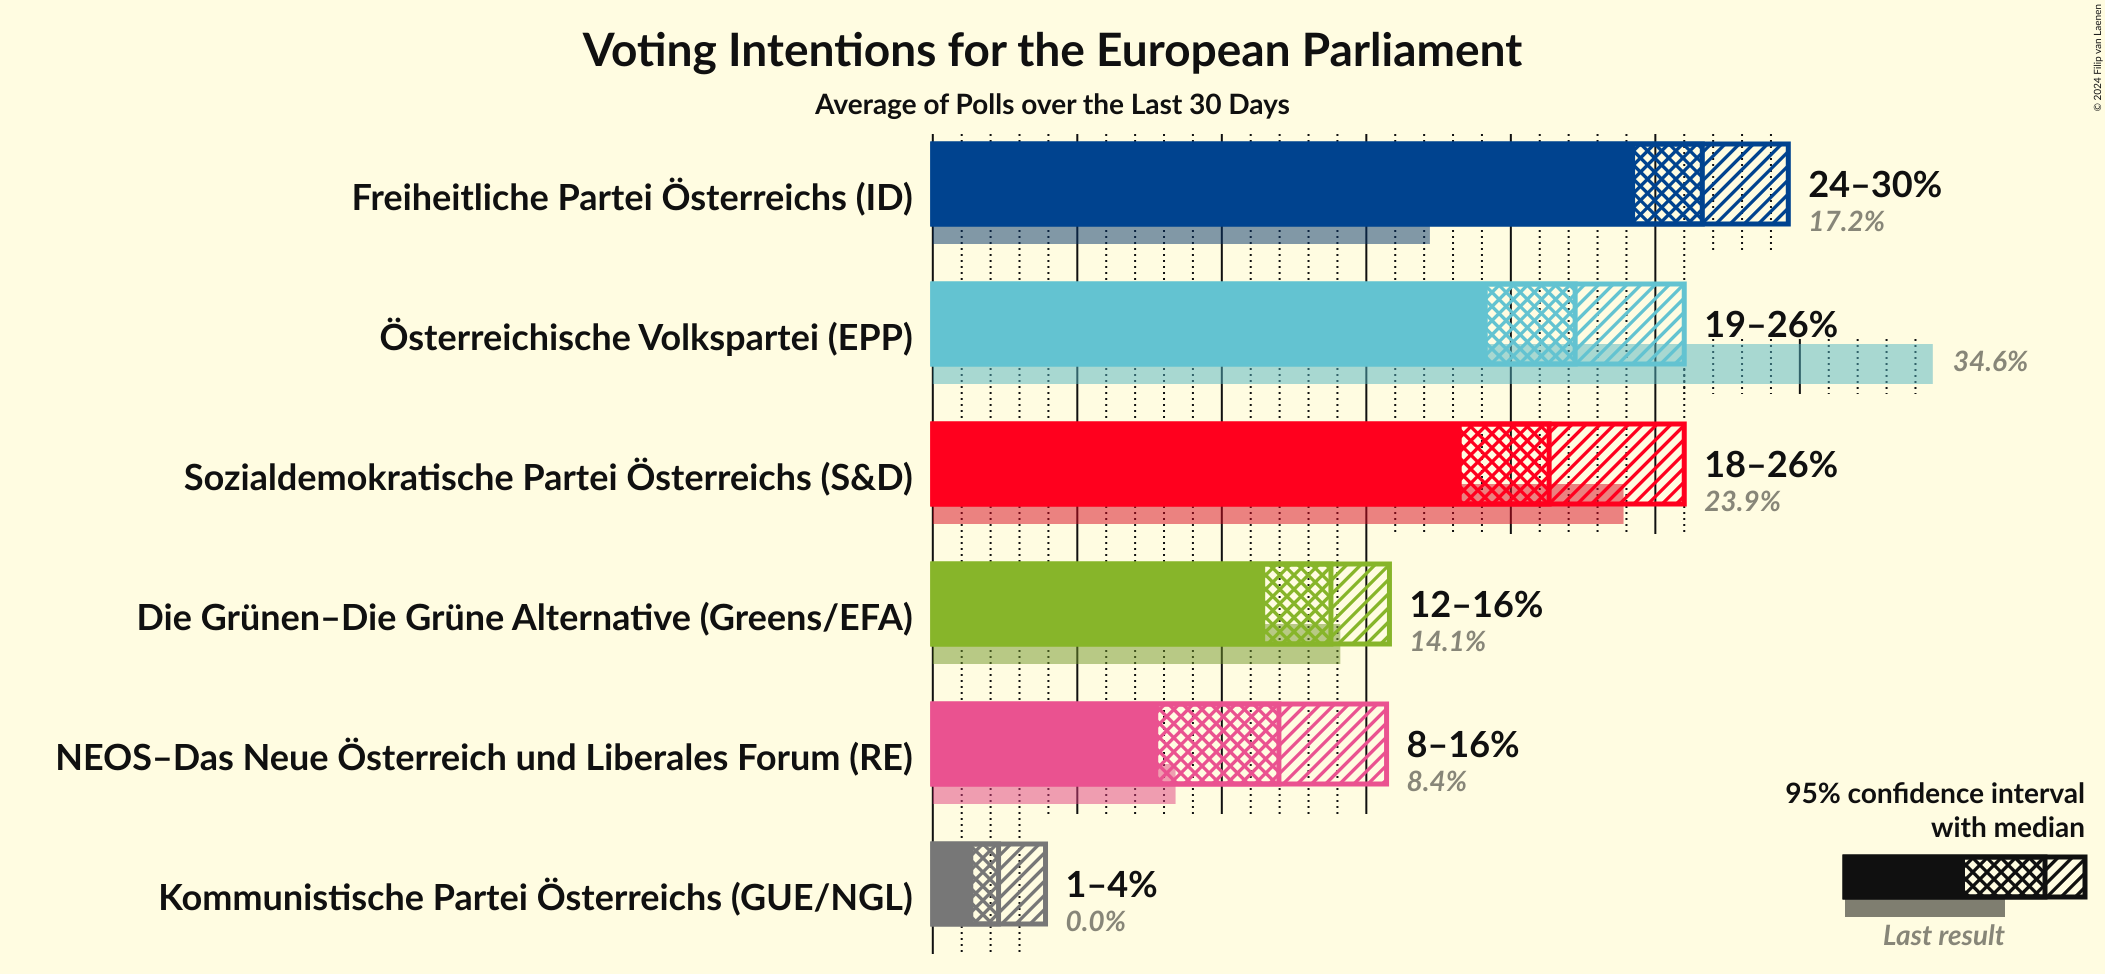 Voting Intentions for the European Parliament
Average of Polls over the Last 30 Days
© 2024 Filip van Laenen
Freiheitliche Partei Österreichs (ID)
24–30%
17.2%
Österreichische Volkspartei (EPP)
19–26%
34.6%
Sozialdemokratische Partei Österreichs (S&D)
18–26%
23.9%
Die Grünen–Die Grüne Alternative (Greens/EFA)
12–16%
14.1%
NEOS–Das Neue Österreich und Liberales Forum (RE)
8–16%
8.4%
Kommunistische Partei Österreichs (GUE/NGL)
1–4%
0.0%
95% confidence interval
with median
Last result